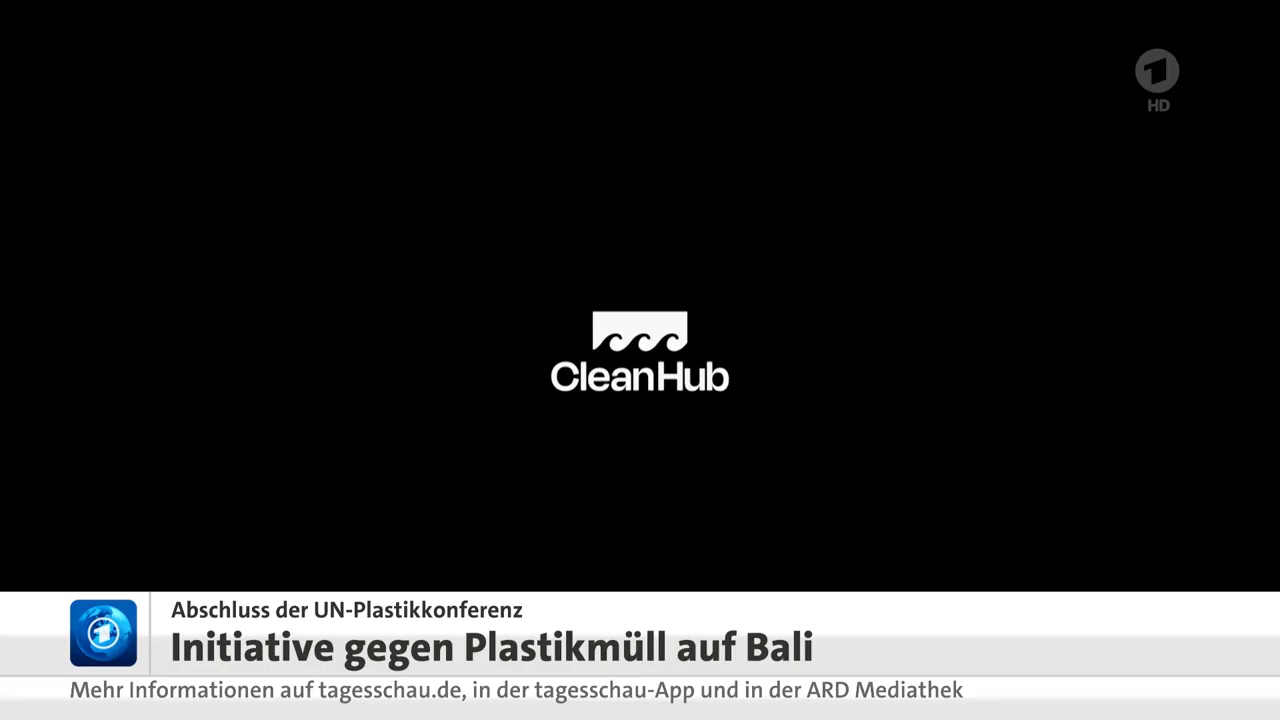 HD
CleanHub
Abschluss der UN-Plastikkonferenz
Initiative gegen Plastikmüll auf Bali
Mehr Informationen auf tagesschau.de, in der tagesschau-App und in der ARD Mediathek